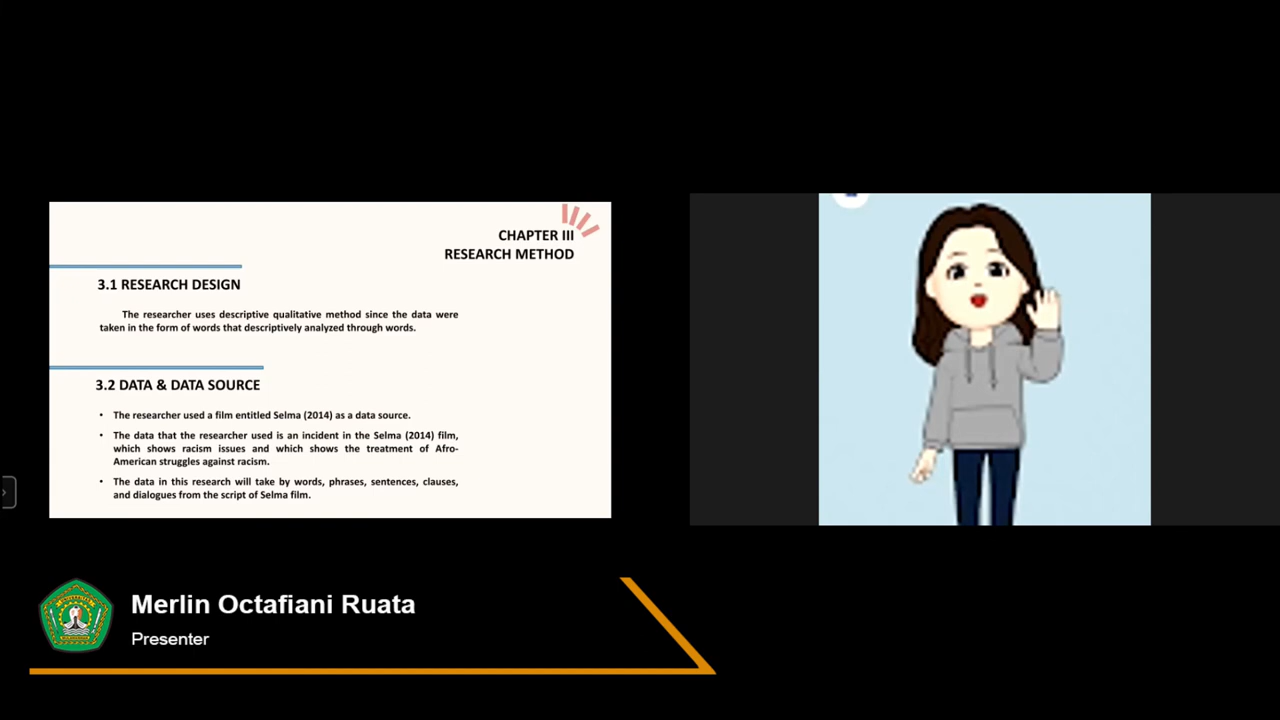 CHAPTER III
RESEARCH METHOD
3.1 RESEARCH DESIGN
The researcher uses descriptive qualitative method since the data were
taken in the form of words that descriptively analyzed through words.
3.2 DATA & DATA SOURCE
• The researcher used a film entitled Selma (2014) as a data source.
• The data that the researcher used is an incident in the Selma (2014) film,
which shows racism issues and which shows the treatment of Afro-
American struggles against racism.
• The data in this research will take by words, phrases, sentences, clauses,
and dialogues from the script of Selma film.
Merlin Octafiani Ruata
Presenter